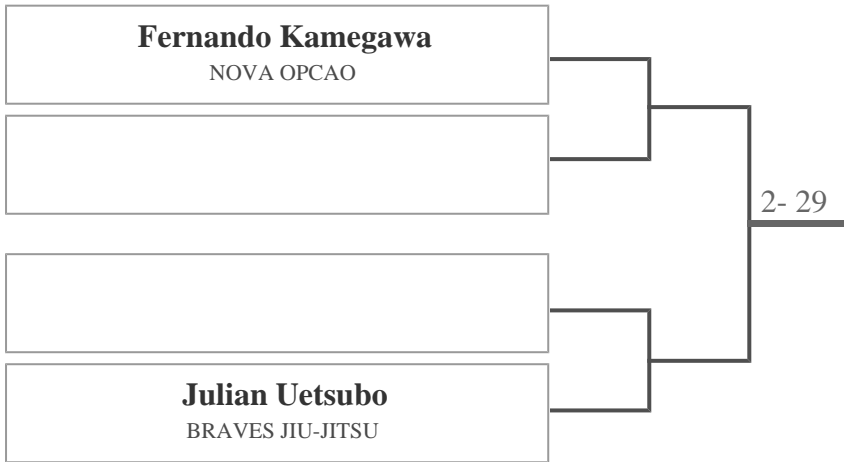 Fernando Kamegawa
NOVA OPCAO
2- 29
Julian Uetsubo
BRAVES JIU-JITSU